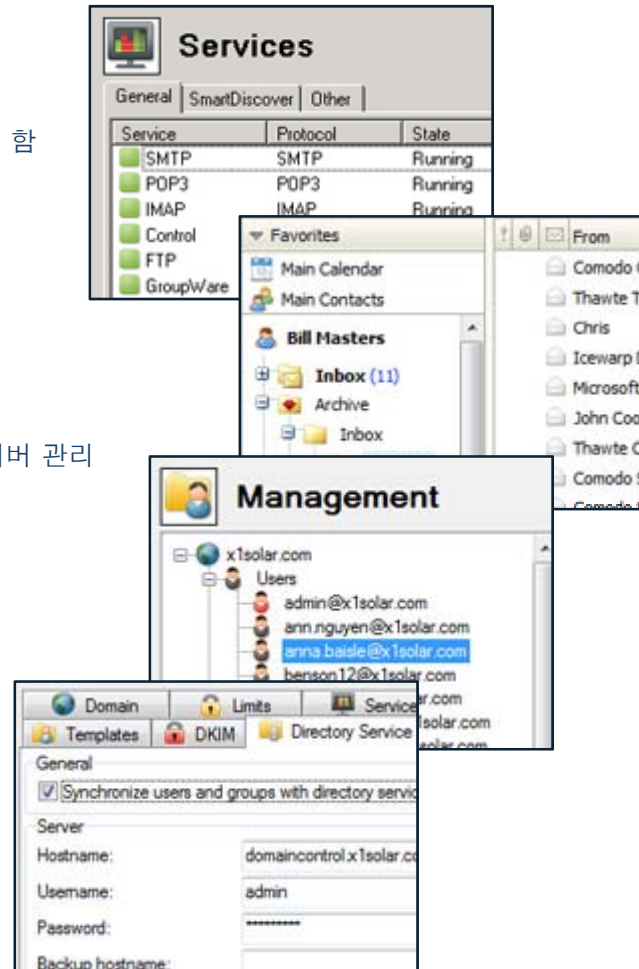 Services
General SmartDiscover Other
함
Service Protocol State
SMTP SMTP Running
POP3 POP3 Running
IMAP IMAP Running
Control
FTP
GroupWare
Favorites
Main Calendar
Main Contacts
Bill Masters
Inbox (11)
Archive
Inbox
From
Comodo
Thawte
Chris
Icewarp
Microsoft
John
Thawte
Comodo
Comodo
관리
Management
x1solar.com
Users
admin@x1solar.com
ann.nguyen@x1solar.com
anna.baisle@x1solar.com
benson12@x1solar.com
Domain Limits Service
Templates DKIM Directory Service
General
Synchronize users and groups with directory
Server
Hostname: domaincontrol.x1solar.co
Username: admin
Password: *********
Backup hostname: